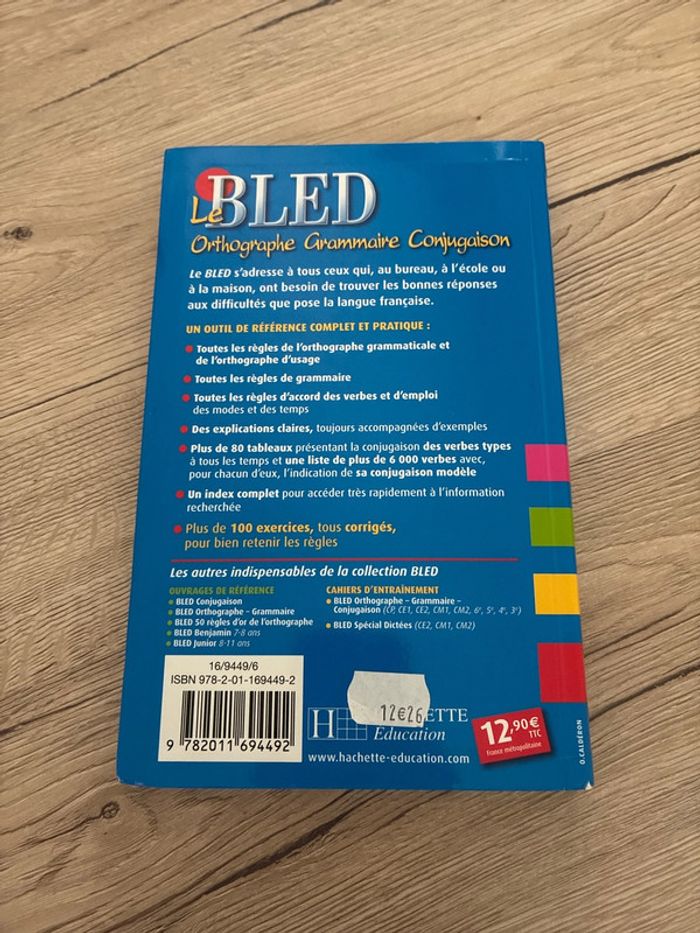 Le BLED
Orthographe Grammaire Conjugaison
Le BLED s'adresse à tous ceux qui, au bureau, à l'école ou
à la maison, ont besoin de trouver les bonnes réponses
aux difficultés que pose la langue française.
UN OUTIL DE RÉFÉRENCE COMPLET ET PRATIQUE :
• Toutes les règles de l'orthographe grammaticale et
de l'orthographe d'usage
• Toutes les règles de grammaire
• Toutes les règles d'accord des verbes et d'emploi
des modes et des temps
• Des explications claires, toujours accompagnées d'exemples
• Plus de 80 tableaux présentant la conjugaison des verbes types
à tous les temps et une liste de plus de 6 000 verbes avec,
pour chacun d'eux, l'indication de sa conjugaison modèle
• Un index complet pour accéder très rapidement à l'information
recherchée
• Plus de 100 exercices, tous corrigés,
pour bien retenir les règles
Les autres indispensables de la collection BLED
OUVRAGES DE RÉFÉRENCE
• BLED Conjugaison
• BLED Orthographe – Grammaire
• BLED 50 règles d'or de l'orthographe
• BLED Benjamin 7-8 ans
• BLED Junior 8-11 ans
CAHIERS D'ENTRAÎNEMENT
• BLED Orthographe – Grammaire –
Conjugaison (CP, CE1, CE2, CM1, CM2, 6e, 5e, 4e, 3e)
• BLED Spécial Dictées (CE2, CM1, CM2)
16/9449/6
ISBN 978-2-01-169449-2
9 782011 694492
12€26
H ETTE
Education
www.hachette-education.com
12,90 €
TTC
France métropolitaine
O. CALDÉRON